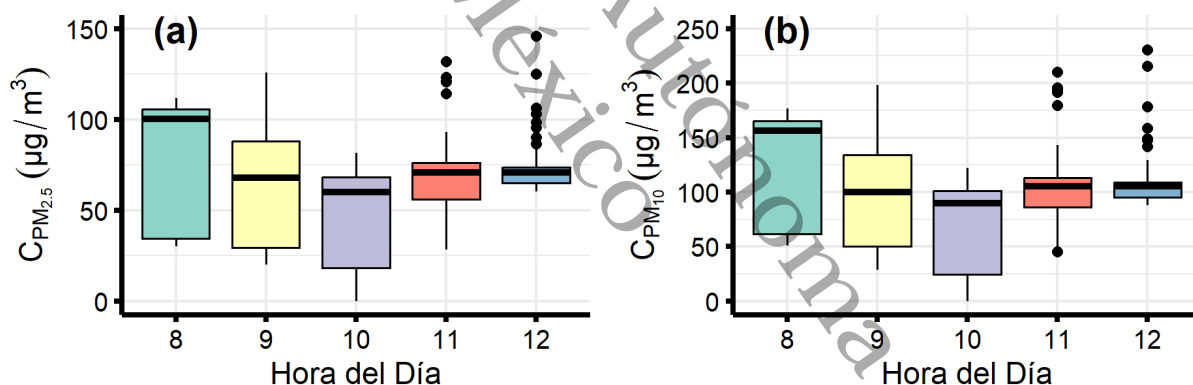 (a)
C_PM2.5 (µg/m³)
150
100
50
0
8 9 10 11 12
Hora del Día
(b)
C_PM10 (µg/m³)
250
200
150
100
50
0
8 9 10 11 12
Hora del Día
México
Autónoma